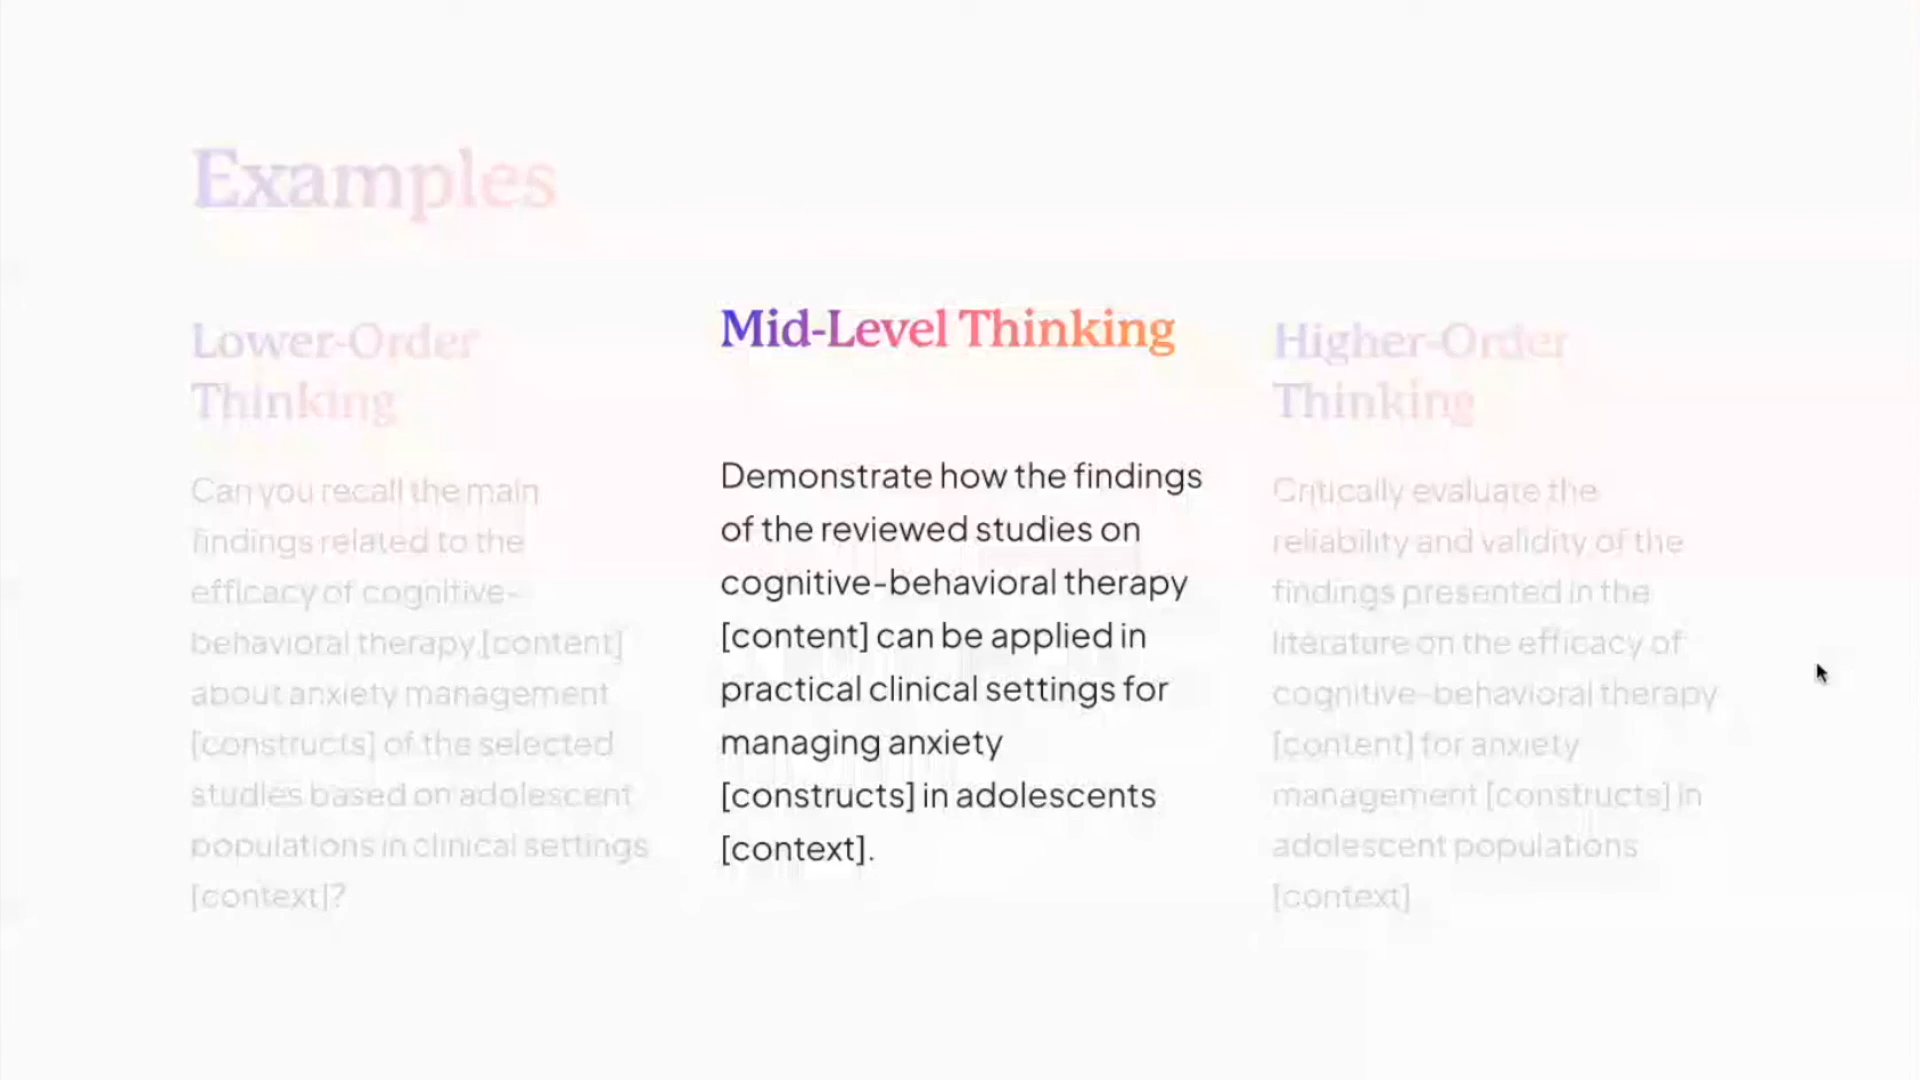 Examples
Lower-Order
Thinking
Can you recall the main
findings related to the
efficacy of cognitive-
behavioral therapy,[content]
about anxiety management
[constructs] of the selected
studies based on adolescent
populations in clinical settings
[context]?
Mid-Level Thinking
Demonstrate how the findings
of the reviewed studies on
cognitive-behavioral therapy
[content] can be applied in
practical clinical settings for
managing anxiety
[constructs] in adolescents
[context].
Higher-Order
Thinking
Critically evaluate the
reliability and validity of the
findings presented in the
literature on the efficacy of
cognitive-behavioral therapy
[content] for anxiety
management [constructs] in
adolescent populations
[context]